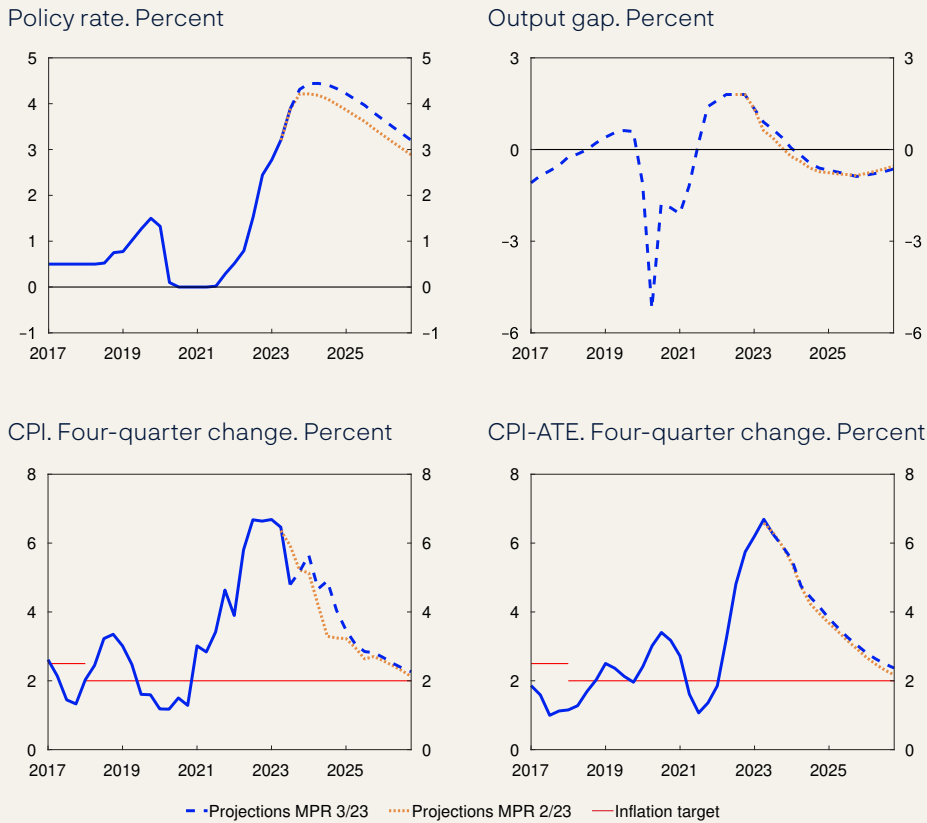 Policy rate. Percent
5 5
4 4
3 3
2 2
1 1
0 0
−1 −1
2017 2019 2021 2023 2025
Output gap. Percent
3 3
0 0
−3 −3
−6 −6
2017 2019 2021 2023 2025
CPI. Four-quarter change. Percent
8 8
6 6
4 4
2 2
0 0
2017 2019 2021 2023 2025
CPI-ATE. Four-quarter change. Percent
8 8
6 6
4 4
2 2
0 0
2017 2019 2021 2023 2025
Projections MPR 3/23 Projections MPR 2/23 Inflation target